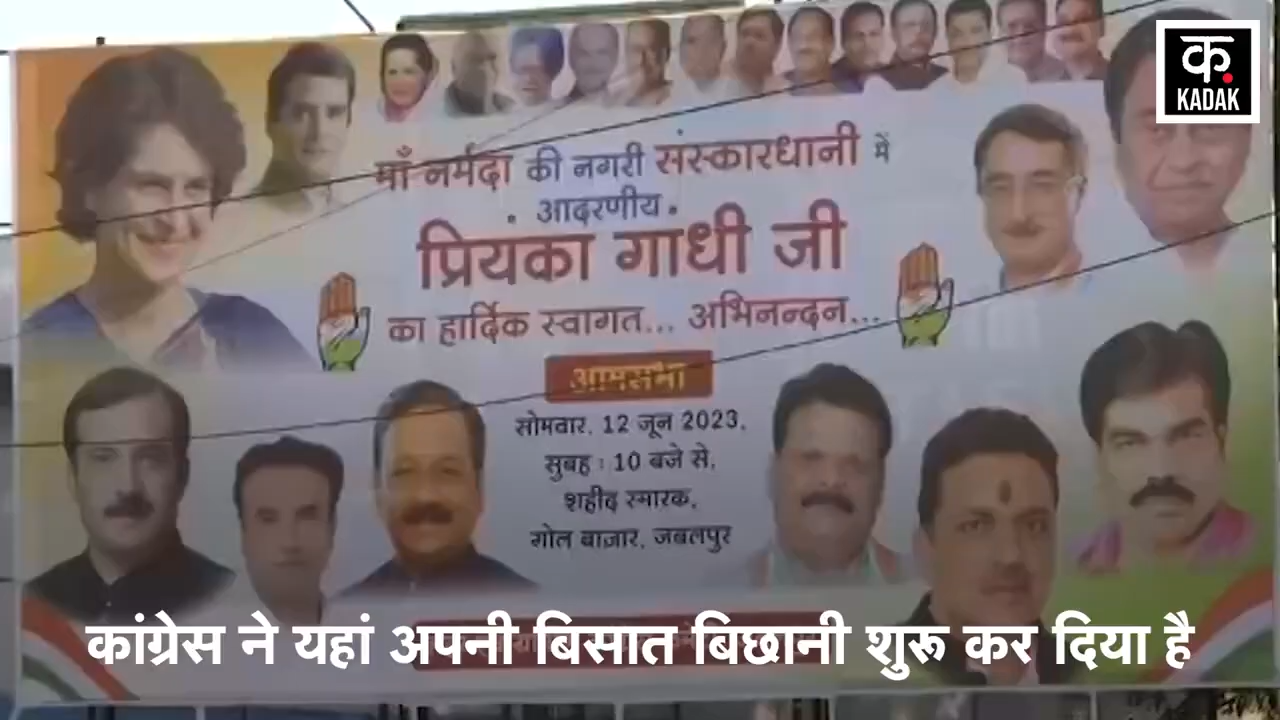 क.
KADAK
माँ नर्मदा की नगरी संस्कारधानी में
आदरणीय
प्रियंका गांधी जी
का हार्दिक स्वागत... अभिनन्दन...
आमसभा
सोमवार, 12 जून 2023,
सुबह : 10 बजे से,
शहीद स्मारक,
गोल बाज़ार, जबलपुर
कांग्रेस ने यहां अपनी बिसात बिछानी शुरू कर दिया है